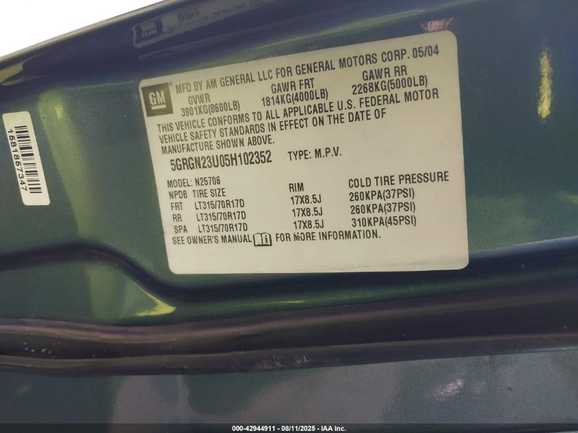 GM
MFD BY AM GENERAL LLC FOR GENERAL MOTORS CORP. 05/04
GVWR GAWR FRT GAWR RR
3901KG(8600LB) 1814KG(4000LB) 2268KG(5000LB)
THIS VEHICLE CONFORMS TO ALL APPLICABLE U.S. FEDERAL MOTOR
VEHICLE SAFETY STANDARDS IN EFFECT ON THE DATE OF
MANUFACTURE SHOWN ABOVE.
5GRGN23U05H102352 TYPE: M.P.V.
MODEL: N25706
NPDB TIRE SIZE RIM COLD TIRE PRESSURE
FRT LT315/70R17D 17X8.5J 260KPA(37PSI)
RR LT315/70R17D 17X8.5J 260KPA(37PSI)
SPA LT315/70R17D 17X8.5J 310KPA(45PSI)
SEE OWNER'S MANUAL FOR MORE INFORMATION.
1581857347
000-42944911 - 08/11/2025 - IAA Inc.